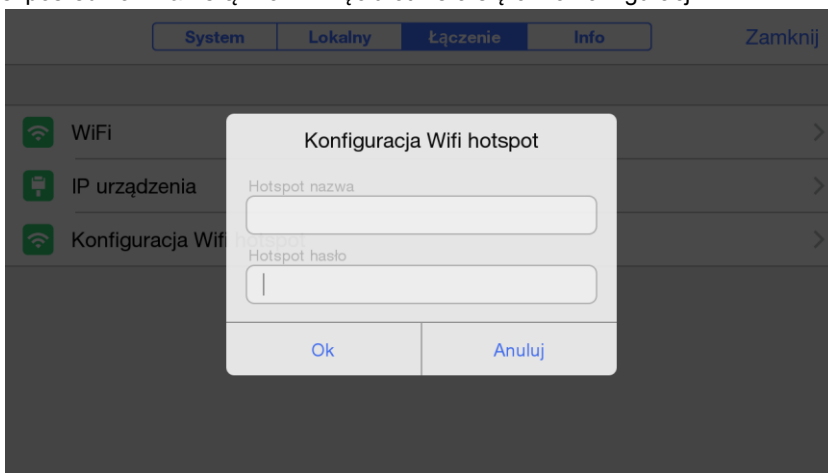 System Lokalny Łączenie Info Zamknij
Konfiguracja Wifi hotspot
WiFi
Hotspot nazwa
IP urządzenia
Konfiguracja Wifi hotspot
Hotspot hasło
Ok Anuluj